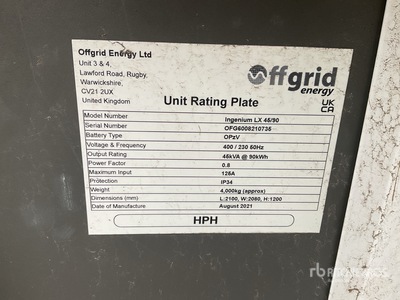 Offgrid Energy Ltd
Unit 3 & 4,
Lawford Road, Rugby,
Warwickshire,
CV21 2UX
United Kingdom
Offgrid
energy
UK
CA
Unit Rating Plate
Model Number Ingenium LX 45/90
Serial Number OFG6008210735
Battery Type OPzV
Voltage & Frequency 400 / 230 50Hz
Output Rating 45kVA @ 90kWh
Power Factor 0.8
Maximum Input 125A
Protection IP34
Weight 4,000kg (approx)
Dimensions (mm) L:2100, W:2080, H:1200
Date of Manufacture August 2021
HPH
rb